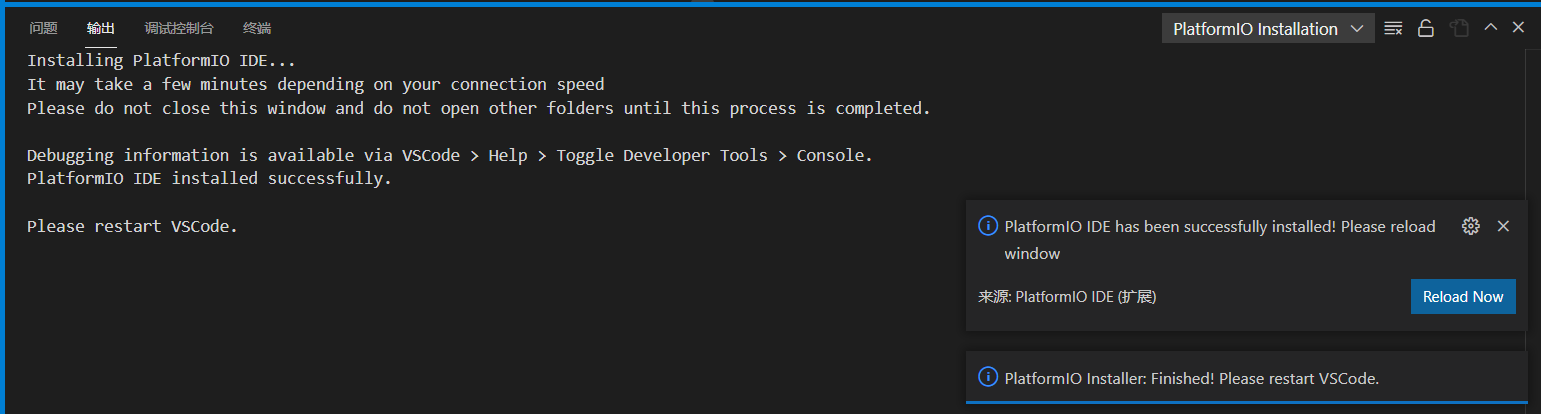 问题 输出 调试控制台 终端 PlatformIO Installation
Installing PlatformIO IDE...
It may take a few minutes depending on your connection speed
Please do not close this window and do not open other folders until this process is completed.
Debugging information is available via VSCode > Help > Toggle Developer Tools > Console.
PlatformIO IDE installed successfully.
Please restart VSCode.
PlatformIO IDE has been successfully installed! Please reload
window
来源: PlatformIO IDE (扩展) Reload Now
PlatformIO Installer: Finished! Please restart VSCode.